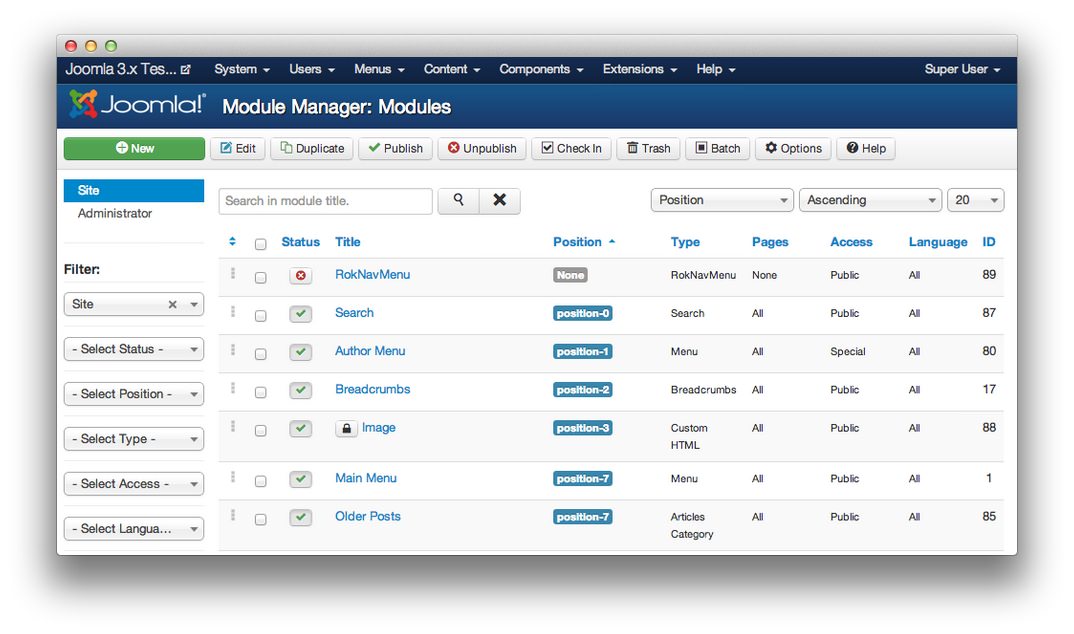 Joomla 3.x Tes... System Users Menus Content Components Extensions Help Super User
Joomla!® Module Manager: Modules
New Edit Duplicate Publish Unpublish Check In Trash Batch Options Help
Site
Administrator
Filter:
Site
- Select Status -
- Select Position -
- Select Type -
- Select Access -
- Select Langua...
Search in module title. Position Ascending 20
Status Title Position Type Pages Access Language ID
RokNavMenu None RokNavMenu None Public All 89
Search position-0 Search All Public All 87
Author Menu position-1 Menu All Special All 80
Breadcrumbs position-2 Breadcrumbs All Public All 17
Image position-3 Custom All Public All 88
HTML
Main Menu position-7 Menu All Public All 1
Older Posts position-7 Articles All Public All 85
Category